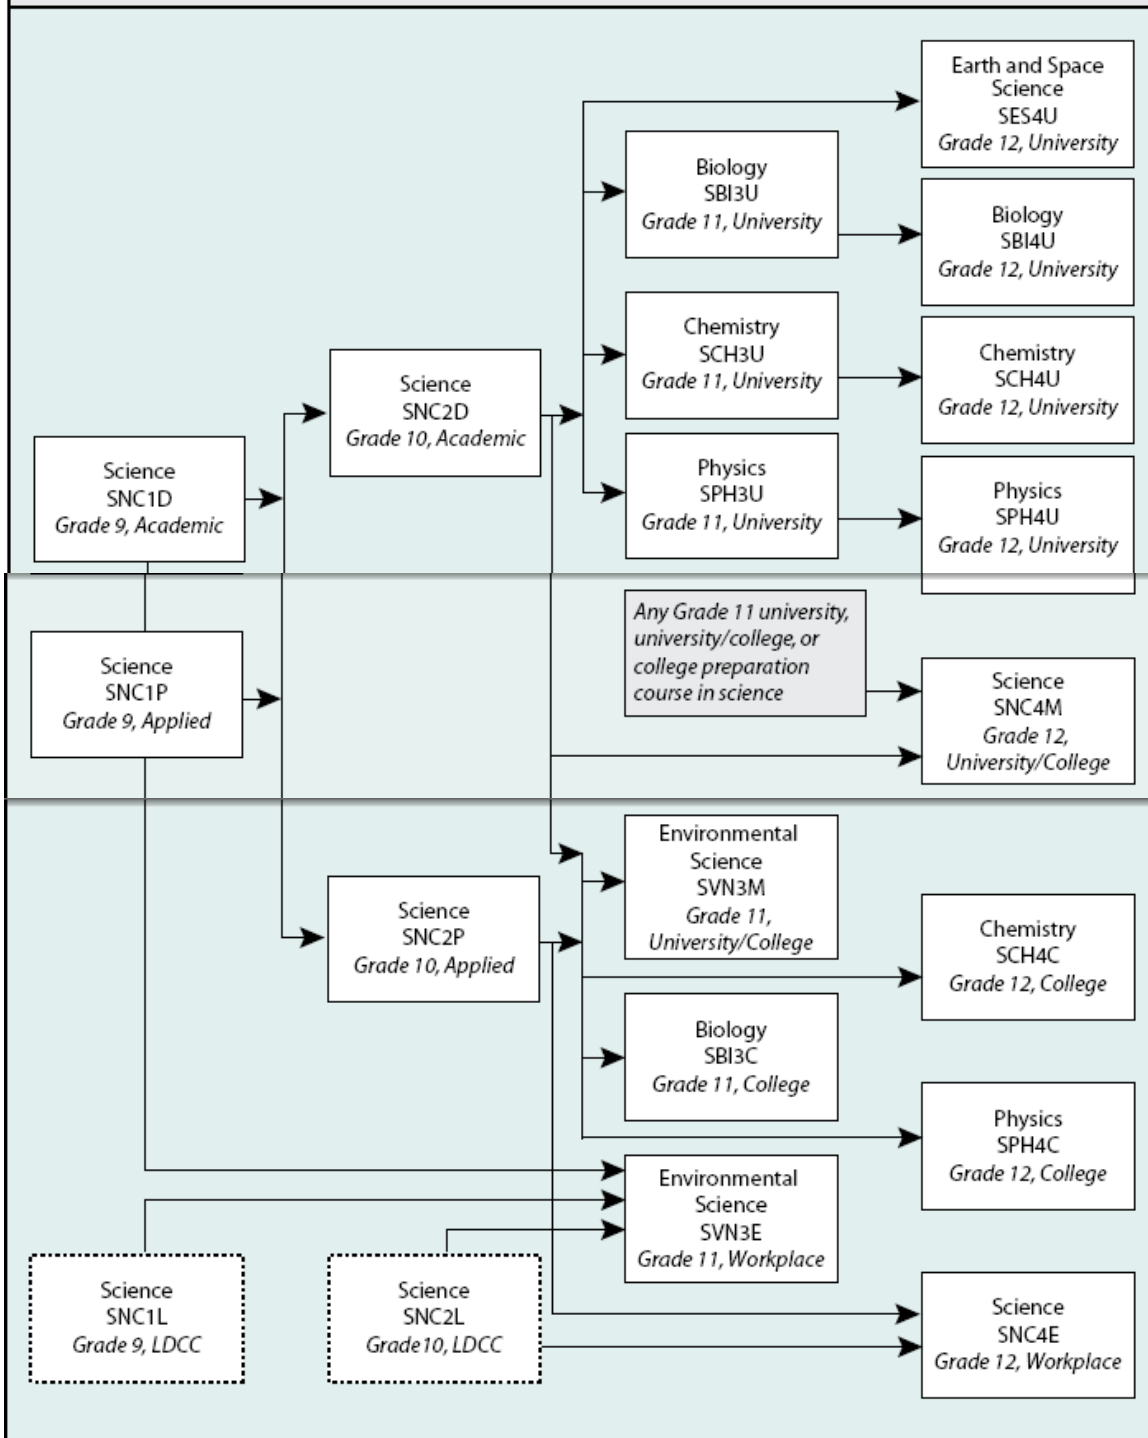 Earth and Space
Science
SES4U
Grade 12, University
Biology
SBI3U
Grade 11, University
Biology
SBI4U
Grade 12, University
Chemistry
SCH3U
Grade 11, University
Chemistry
SCH4U
Grade 12, University
Science
SNC2D
Grade 10, Academic
Science
SNC1D
Grade 9, Academic
Physics
SPH3U
Grade 11, University
Physics
SPH4U
Grade 12, University
Any Grade 11 university,
university/college, or
college preparation
course in science
Science
SNC1P
Grade 9, Applied
Science
SNC4M
Grade 12,
University/College
Environmental
Science
SVN3M
Grade 11,
University/College
Science
SNC2P
Grade 10, Applied
Chemistry
SCH4C
Grade 12, College
Biology
SBI3C
Grade 11, College
Physics
SPH4C
Grade 12, College
Environmental
Science
SVN3E
Grade 11, Workplace
Science
SNC1L
Grade 9, LDCC
Science
SNC2L
Grade10, LDCC
Science
SNC4E
Grade 12, Workplace